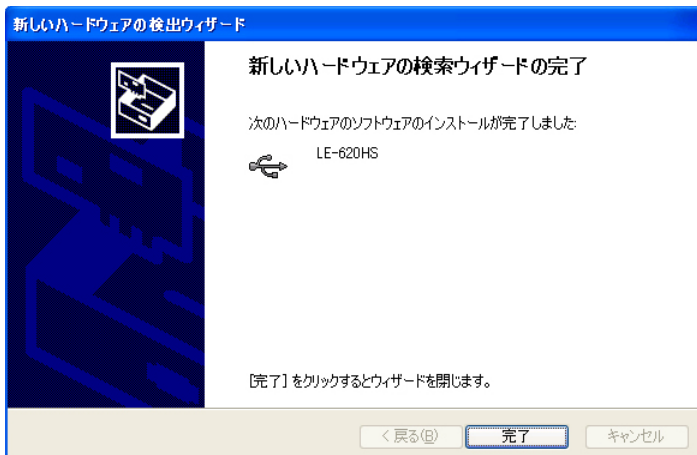 新しいハードウェアの検出ウィザード
新しいハードウェアの検索ウィザードの完了
次のハードウェアのソフトウェアのインストールが完了しました:
LE-620HS
[完了] をクリックするとウィザードを閉じます。
< 戻る(B) 完了 キャンセル